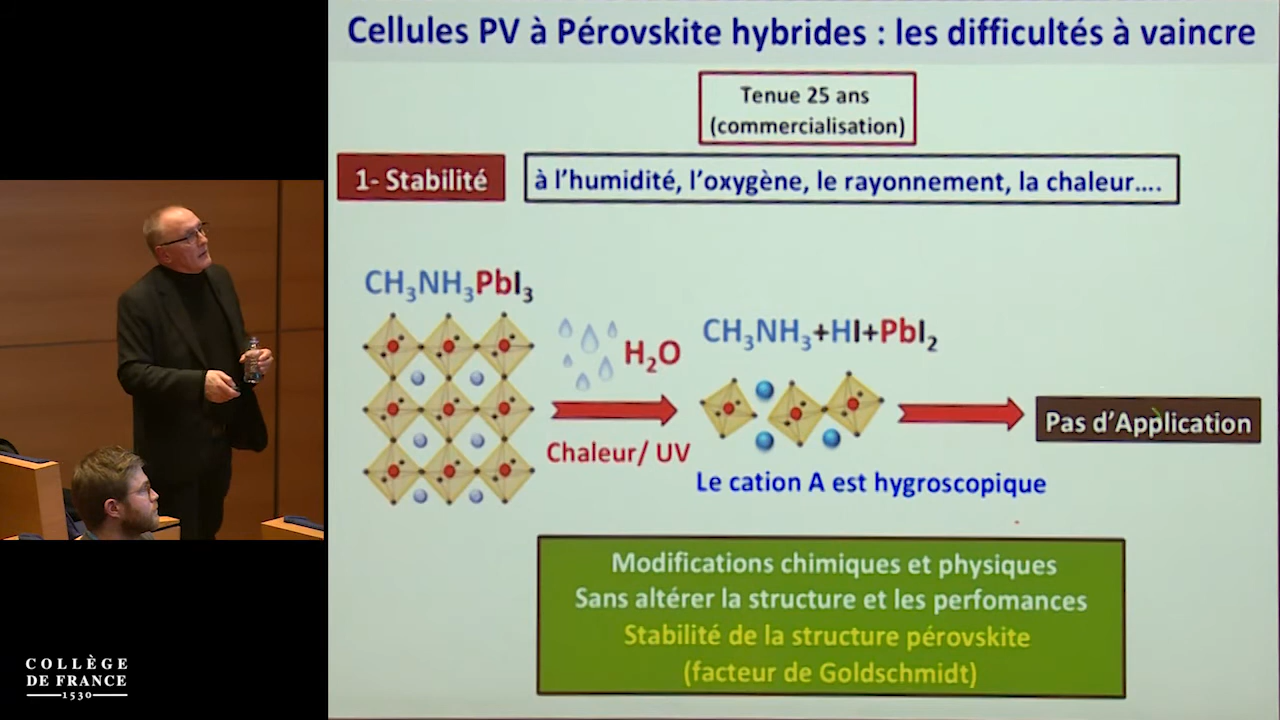 Cellules PV à Pérovskite hybrides : les difficultés à vaincre
Tenue 25 ans
(commercialisation)
1- Stabilité
à l'humidité, l'oxygène, le rayonnement, la chaleur....
CH₃NH₃PbI₃
H₂O
Chaleur/ UV
CH₃NH₃+HI+PbI₂
Pas d'Application
Le cation A est hygroscopique
Modifications chimiques et physiques
Sans altérer la structure et les perfomances
Stabilité de la structure pérovskite
(facteur de Goldschmidt)
COLLÈGE
DE FRANCE
1530